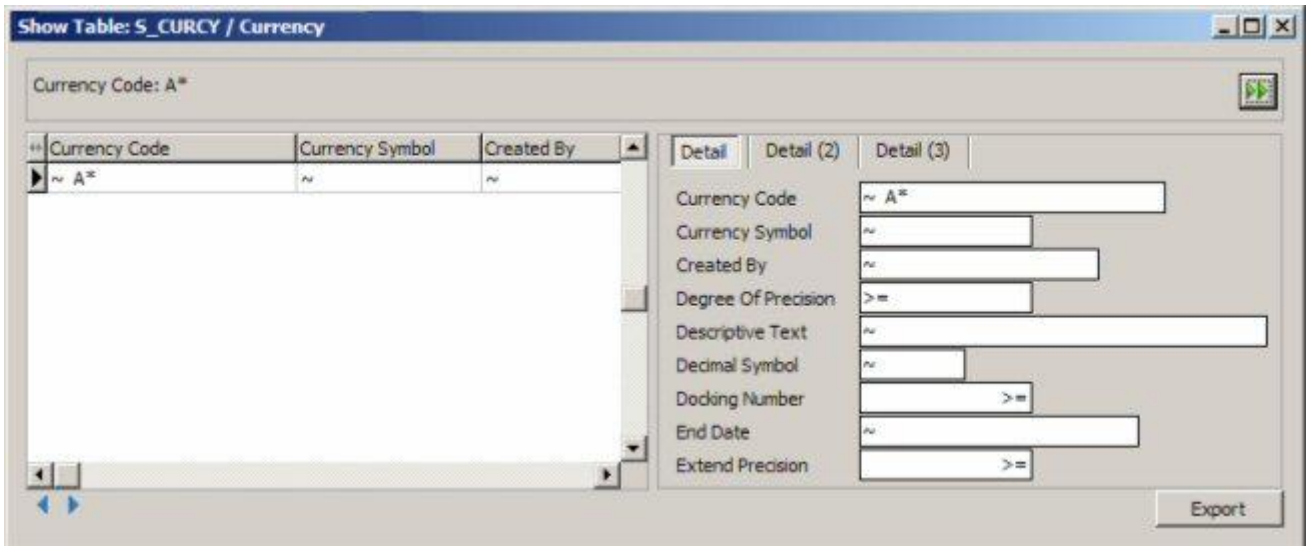 Show Table: S_CURCY / Currency
Currency Code: A*
Currency Code Currency Symbol Created By
~ A* ~ ~
Detail Detail (2) Detail (3)
Currency Code ~ A*
Currency Symbol ~
Created By ~
Degree Of Precision >=
Descriptive Text ~
Decimal Symbol ~
Docking Number >=
End Date ~
Extend Precision >=
Export